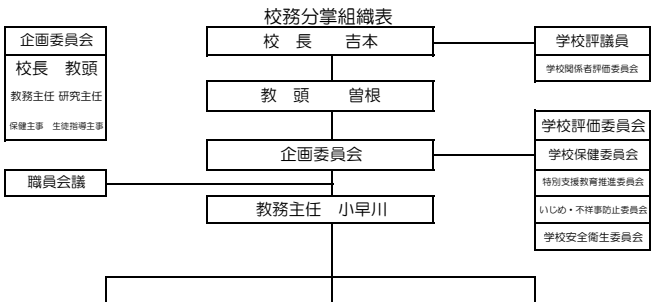 校務分掌組織表
企画委員会
校長　教頭
教務主任 研究主任
保健主事　生徒指導主事
校　長　　吉本
学校評議員
学校関係者評価委員会
教　頭　　曽根
企画委員会
学校評価委員会
学校保健委員会
特別支援教育推進委員会
いじめ・不祥事防止委員会
学校安全衛生委員会
職員会議
教務主任　小早川